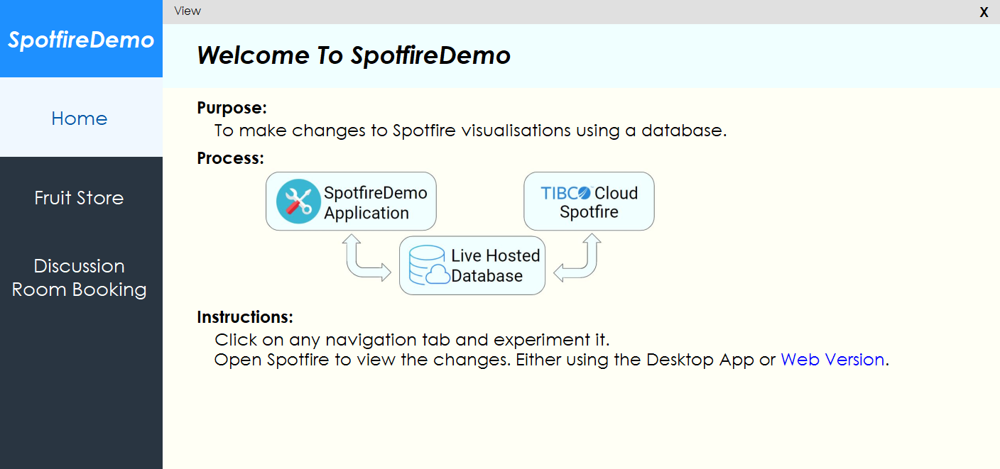 SpotfireDemo
Home
Fruit Store
Discussion
Room Booking
View
X
Welcome To SpotfireDemo
Purpose:
To make changes to Spotfire visualisations using a database.
Process:
SpotfireDemo
Application
TIBCO Cloud
Spotfire
Live Hosted
Database
Instructions:
Click on any navigation tab and experiment it.
Open Spotfire to view the changes. Either using the Desktop App or Web Version.